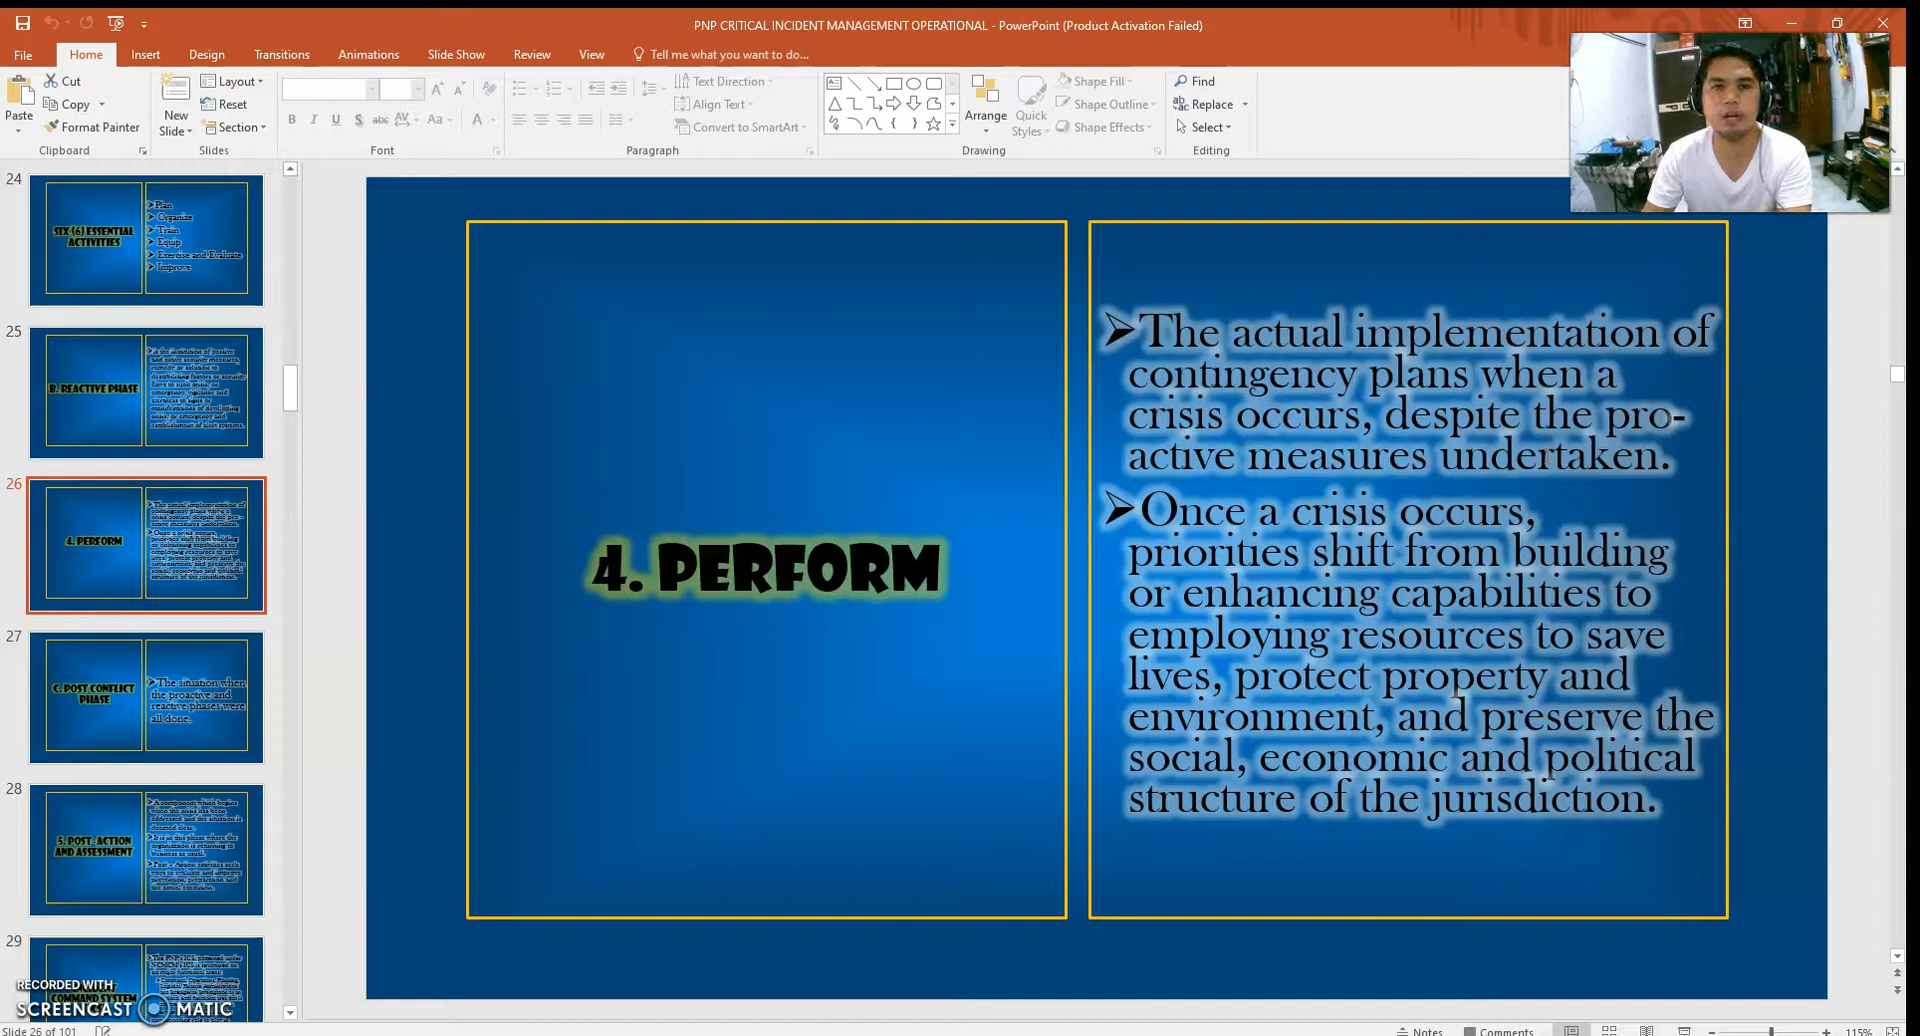 PNP CRITICAL INCIDENT MANAGEMENT OPERATIONAL - PowerPoint (Product Activation Failed)
File Home Insert Design Transitions Animations Slide Show Review View Tell me what you want to do...
Cut
Copy
Format Painter
Paste
Clipboard
New
Slide
Layout
Reset
Section
Slides
Font
Text Direction
Align Text
Convert to SmartArt
Paragraph
Arrange
Quick
Styles
Shape Fill
Shape Outline
Shape Effects
Drawing
Find
Replace
Select
Editing
24
SIX (6) ESSENTIAL
ACTIVITIES
➤Plan
➤ Organize
➤ Train
➤ Equip
➤ Exercise and Evaluate
➤ Improve
25
B. REACTIVE PHASE
26
4. PERFORM
27
C. POST CONFLICT
PHASE
➤The situation when
the proactive and
reactive phases were
all done.
28
5. POST-ACTION
AND ASSESSMENT
29
COMMAND SYSTEM
4. PERFORM
➤The actual implementation of
contingency plans when a
crisis occurs, despite the pro-
active measures undertaken.
➤Once a crisis occurs,
priorities shift from building
or enhancing capabilities to
employing resources to save
lives, protect property and
environment, and preserve the
social, economic and political
structure of the jurisdiction.
RECORDED WITH
SCREENCAST MATIC
Slide 26 of 101
Notes
Comments
115%